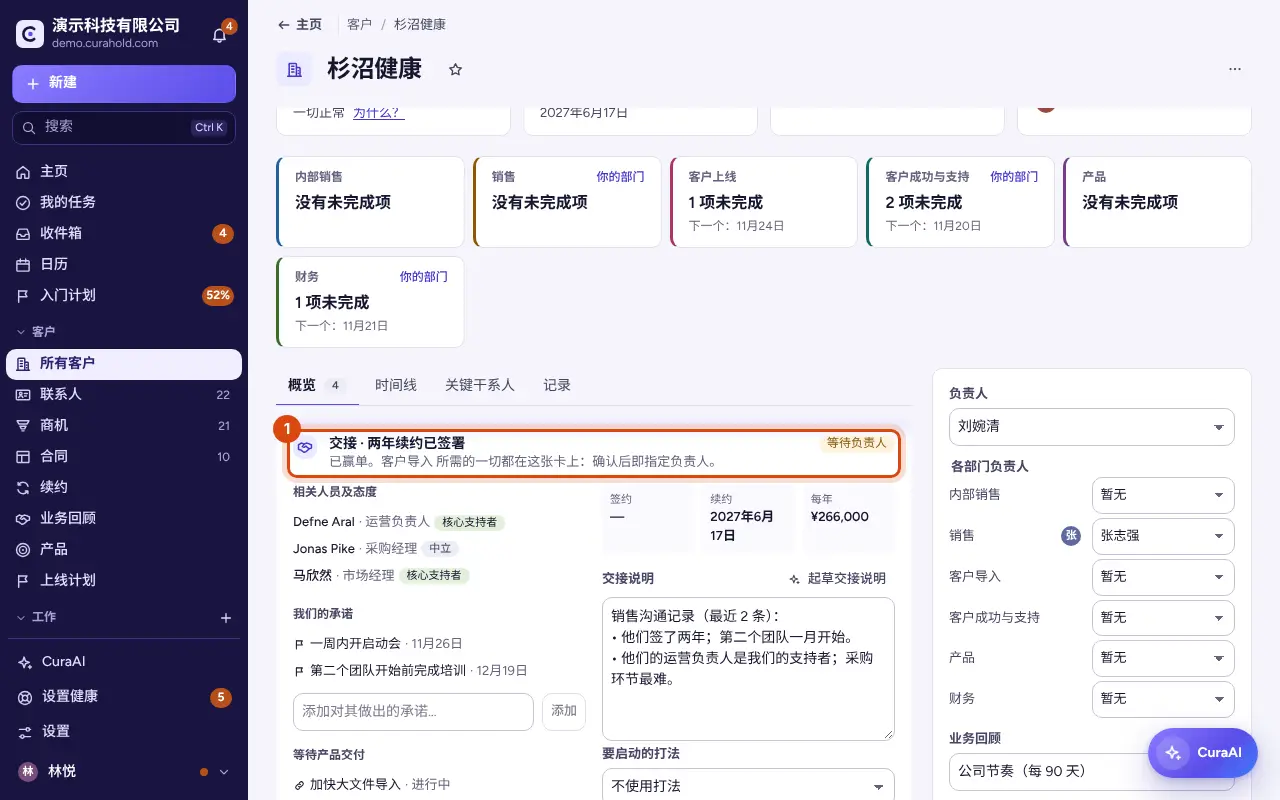 演示科技有限公司
demo.curahold.com
4
新建
搜索
Ctrl K
主页
我的任务
收件箱
4
日历
入门计划
52%
客户
所有客户
联系人
22
商机
21
合同
10
续约
业务回顾
产品
上线计划
工作
CuraAI
设置健康
5
设置
林
林悦
主页
客户 / 杉沼健康
杉沼健康
一切正常 为什么?
2027年6月17日
内部销售
没有未完成项
销售 你的部门
没有未完成项
客户上线
1 项未完成
下一个：11月24日
客户成功与支持 你的部门
2 项未完成
下一个：11月20日
产品
没有未完成项
财务 你的部门
1 项未完成
下一个：11月21日
概览 4
时间线
关键干系人
记录
1
交接 · 两年续约已签署
等待负责人
已赢单。客户导入 所需的一切都在这张卡上：确认后即指定负责人。
相关人员及态度
Defne Aral · 运营负责人 核心支持者
Jonas Pike · 采购经理 中立
马欣然 · 市场经理 核心支持者
我们的承诺
一周内开启动会 · 11月26日
第二个团队开始前完成培训 · 12月19日
添加对其做出的承诺...
添加
等待产品交付
加快大文件导入 · 进行中
签约
—
续约
2027年6月
17日
每年
¥266,000
交接说明
起草交接说明
销售沟通记录（最近 2 条）：
• 他们签了两年；第二个团队一月开始。
• 他们的运营负责人是我们的支持者；采购
环节最难。
要启动的打法
不使用打法
负责人
刘婉清
各部门负责人
内部销售
暂无
销售
张
张志强
客户导入
暂无
客户成功与支持
暂无
产品
暂无
财务
暂无
业务回顾
公司节奏（每 90 天）
CuraAI